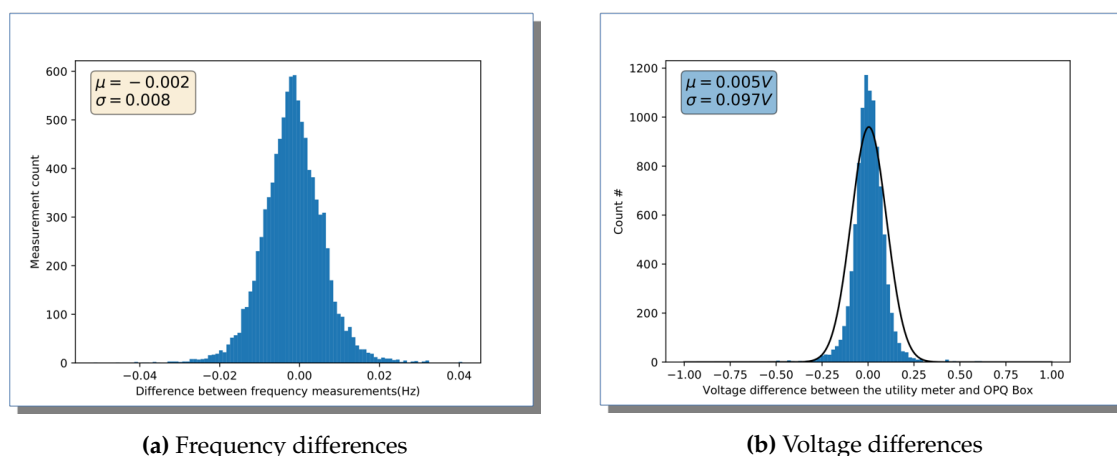 μ = −0.002
σ = 0.008
600
500
400
300
200
100
0
Measurement count
−0.04 −0.02 0.00 0.02 0.04
Difference between frequency measurements(Hz)
(a) Frequency differences
μ = 0.005V
σ = 0.097V
1200
1000
800
600
400
200
0
Count #
−1.00 −0.75 −0.50 −0.25 0.00 0.25 0.50 0.75 1.00
Voltage difference between the utility meter and OPQ Box
(b) Voltage differences